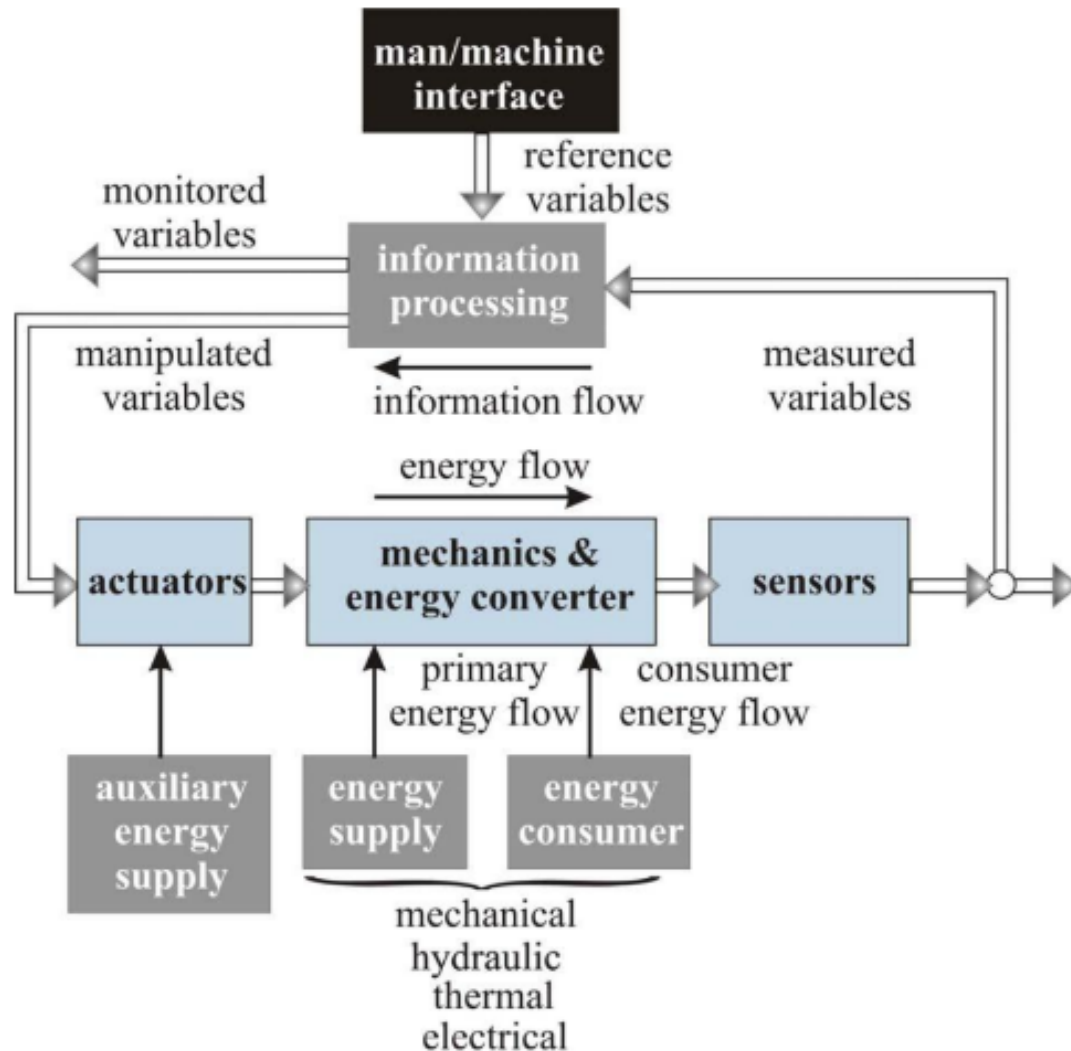 man/machine
interface
reference
variables
monitored
variables
information
processing
manipulated
variables
measured
variables
information flow
energy flow
actuators
mechanics &
energy converter
sensors
primary
energy flow
consumer
energy flow
auxiliary
energy
supply
energy
supply
energy
consumer
mechanical
hydraulic
thermal
electrical